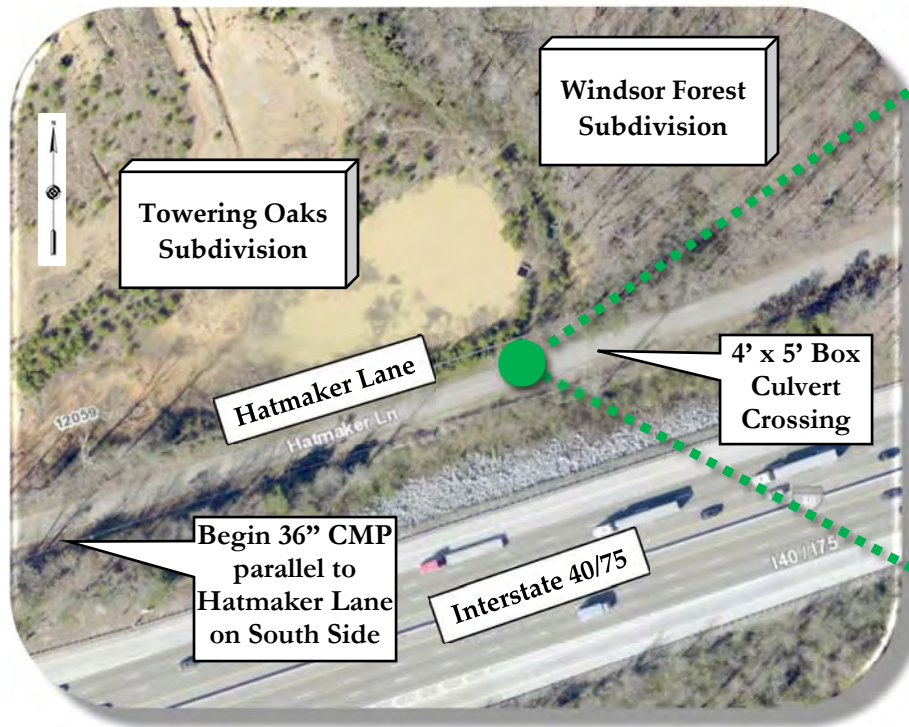 N
Windsor Forest
Subdivision
Towering Oaks
Subdivision
Hatmaker Lane
4’ x 5’ Box
Culvert
Crossing
12059
Hatmaker Ln
Begin 36” CMP
parallel to
Hatmaker Lane
on South Side
Interstate 40/75
I40 / I75